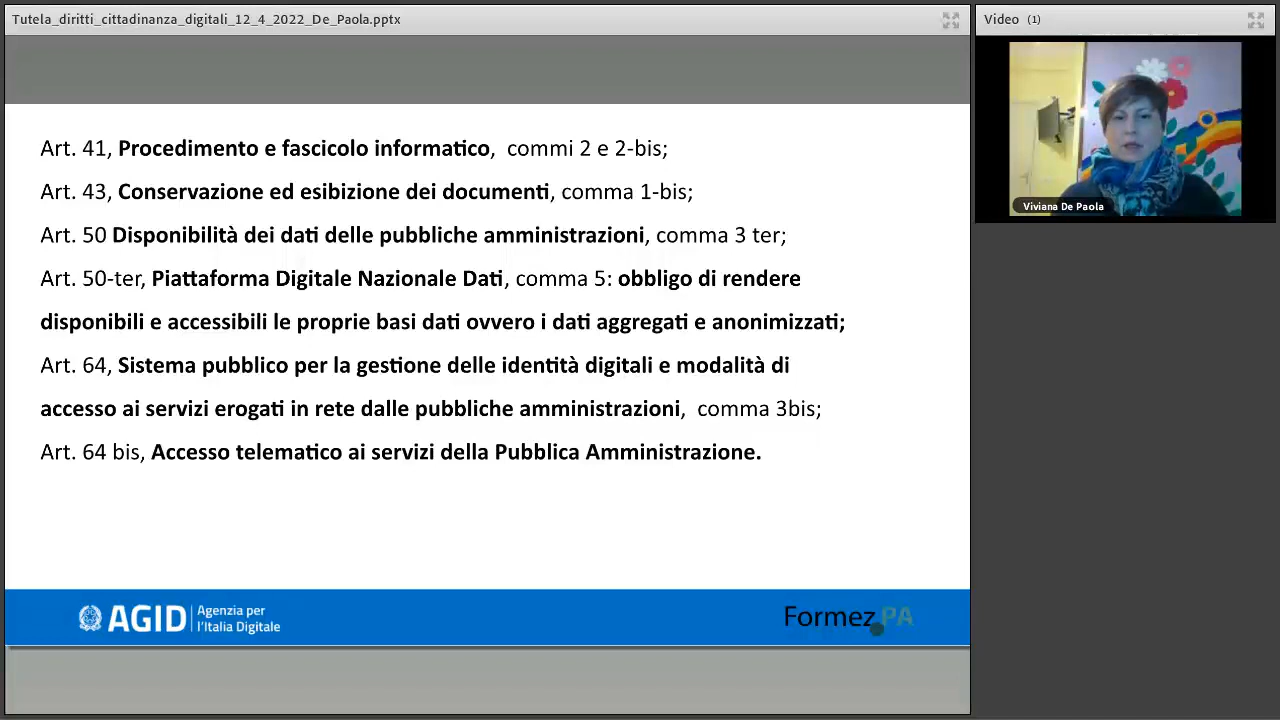 Tutela_diritti_cittadinanza_digitali_12_4_2022_De_Paola.pptx
Video (1)
Viviana De Paola
Art. 41, Procedimento e fascicolo informatico, commi 2 e 2-bis;
Art. 43, Conservazione ed esibizione dei documenti, comma 1-bis;
Art. 50 Disponibilità dei dati delle pubbliche amministrazioni, comma 3 ter;
Art. 50-ter, Piattaforma Digitale Nazionale Dati, comma 5: obbligo di rendere
disponibili e accessibili le proprie basi dati ovvero i dati aggregati e anonimizzati;
Art. 64, Sistema pubblico per la gestione delle identità digitali e modalità di
accesso ai servizi erogati in rete dalle pubbliche amministrazioni, comma 3bis;
Art. 64 bis, Accesso telematico ai servizi della Pubblica Amministrazione.
AGID
Agenzia per
l'Italia Digitale
Formez PA